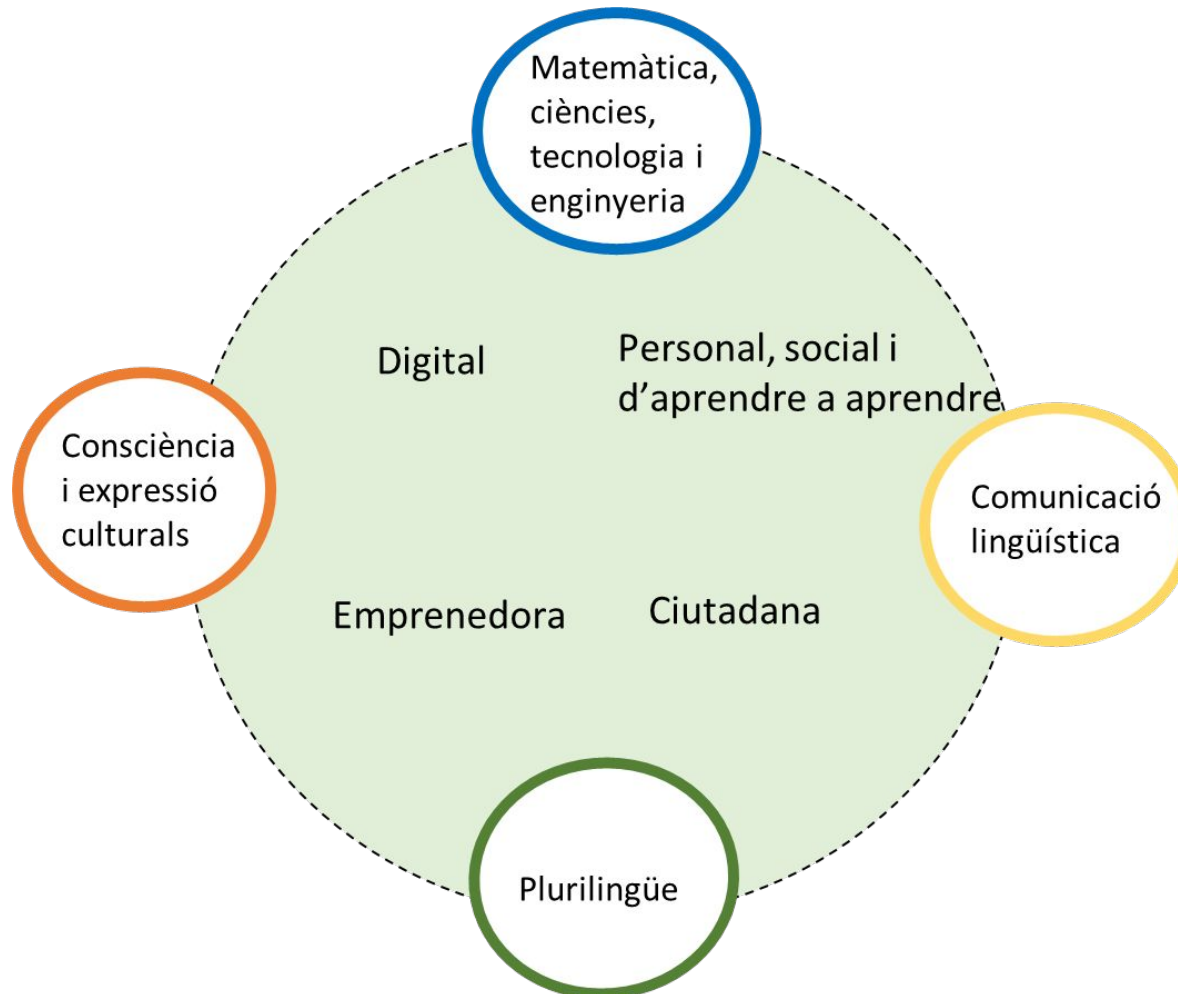 Matemàtica,
ciències,
tecnologia i
enginyeria
Digital
Personal, social i
d’aprendre a aprendre
Consciència
i expressió
culturals
Comunicació
lingüística
Emprenedora
Ciutadana
Plurilingüe